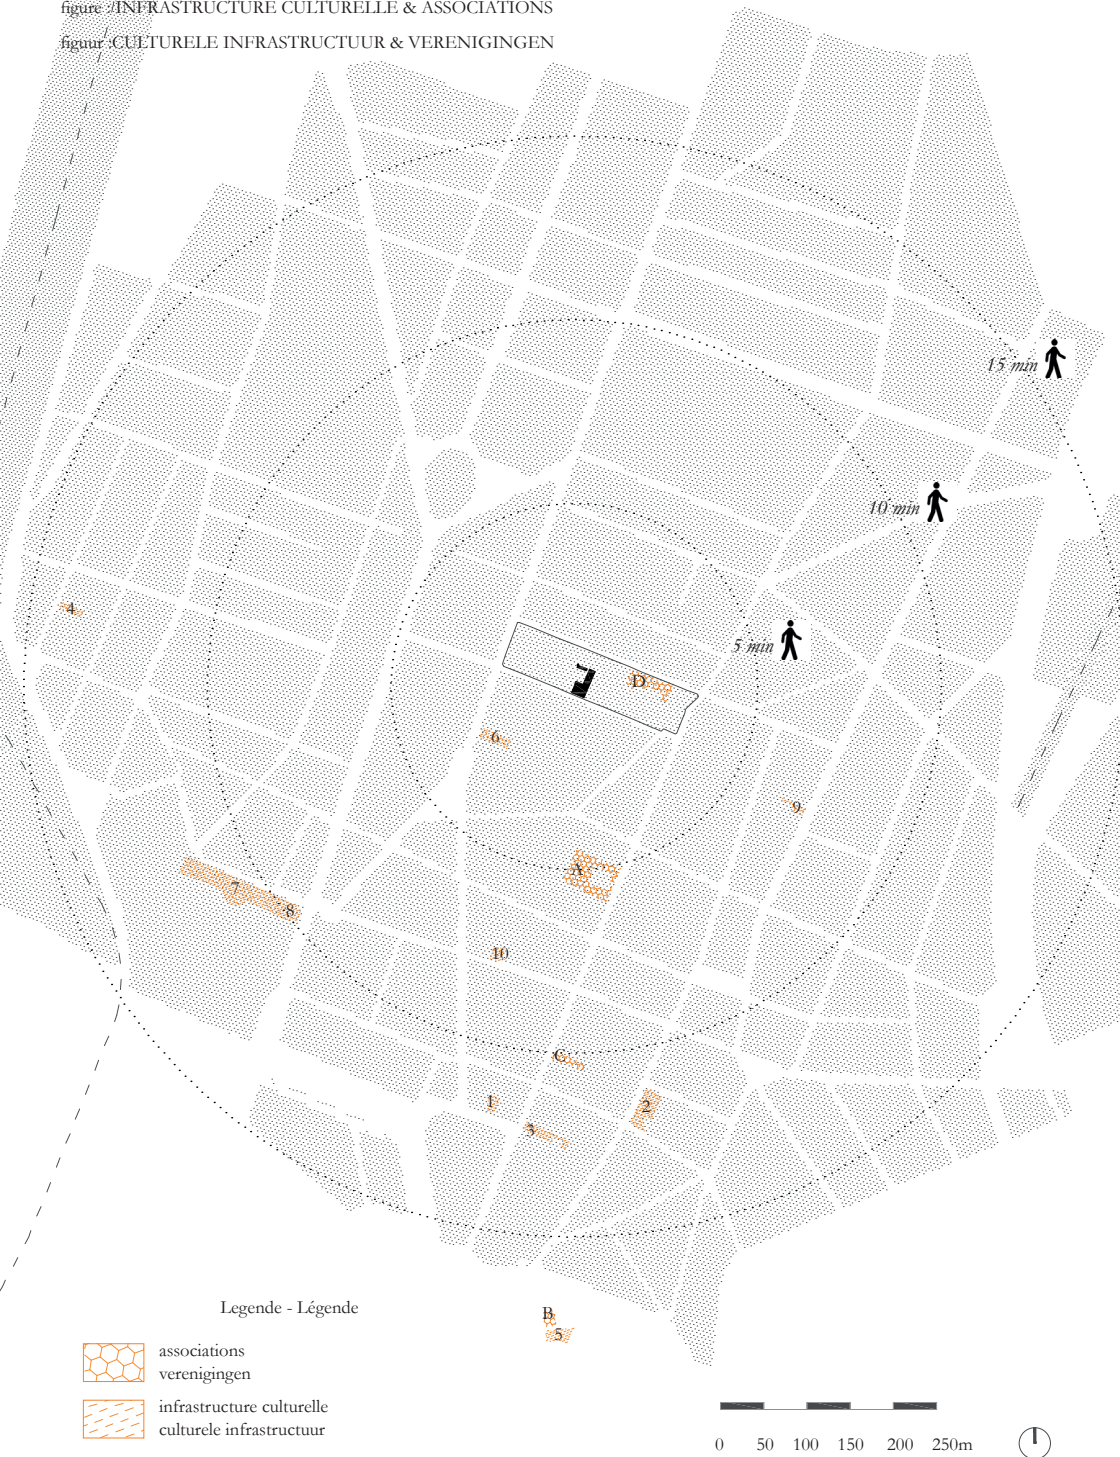 figure :/INFRASTRUCTURE CULTURELLE & ASSOCIATIONS
figuur :CULTURELE INFRASTRUCTUUR & VERENIGINGEN
15 min
10 min
4
5 min
D
6
9
A
7
8
10
C
1
2
3
Legende - Légende
B
5
associations
verenigingen
infrastructure culturelle
culturele infrastructuur
0 50 100 150 200 250m